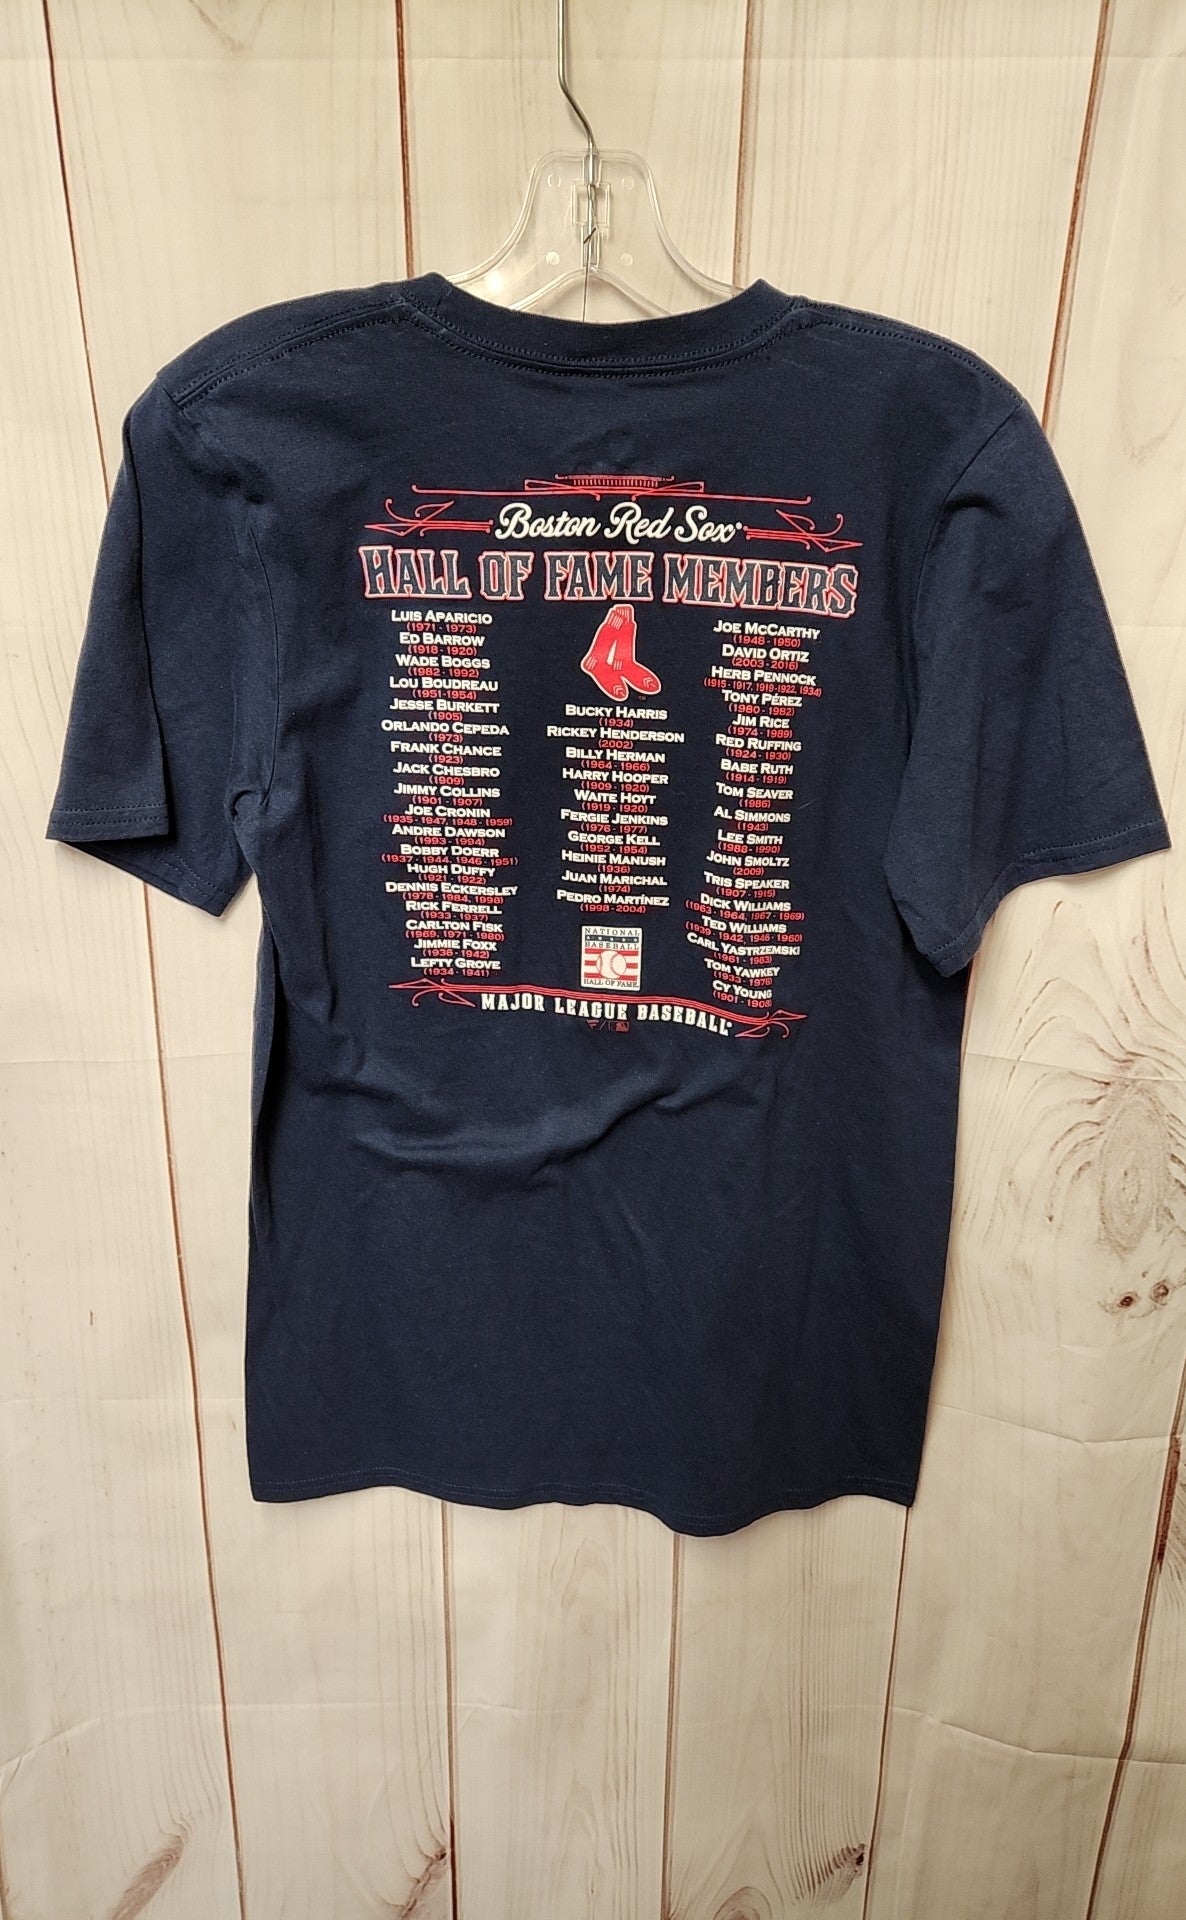 Boston Red Sox
HALL OF FAME MEMBERS
LUIS APARICIO
(1971 - 1973)
ED BARROW
(1918 - 1920)
WADE BOGGS
(1982 - 1992)
LOU BOUDREAU
(1951-1954)
JESSE BURKETT
(1905)
ORLANDO CEPEDA
(1973)
FRANK CHANCE
(1923)
JACK CHESBRO
(1909)
JIMMY COLLINS
(1901 - 1907)
JOE CRONIN
(1935 - 1947, 1948 - 1959)
ANDRE DAWSON
(1993 - 1994)
BOBBY DOERR
(1937 - 1944, 1946 - 1951)
HUGH DUFFY
(1921 - 1922)
DENNIS ECKERSLEY
(1978 - 1984, 1998)
RICK FERRELL
(1933 - 1937)
CARLTON FISK
(1969, 1971 - 1980)
JIMMIE FOXX
(1936 - 1942)
LEFTY GROVE
(1934 - 1941)
BUCKY HARRIS
(1934)
RICKEY HENDERSON
(2002)
BILLY HERMAN
(1964 - 1966)
HARRY HOOPER
(1909 - 1920)
WAITE HOYT
(1919 - 1920)
FERGIE JENKINS
(1976 - 1977)
GEORGE KELL
(1952 - 1954)
HEINIE MANUSH
(1936)
JUAN MARICHAL
(1974)
PEDRO MARTÍNEZ
(1998 - 2004)
NATIONAL
BASEBALL
HALL OF FAME
JOE MCCARTHY
(1948 - 1950)
DAVID ORTIZ
(2003 - 2016)
HERB PENNOCK
(1915 - 1917, 1919 -1922, 1934)
TONY PÉREZ
(1980 - 1982)
JIM RICE
(1974 - 1989)
RED RUFFING
(1924 - 1930)
BABE RUTH
(1914 - 1919)
TOM SEAVER
(1986)
AL SIMMONS
(1943)
LEE SMITH
(1988 - 1990)
JOHN SMOLTZ
(2009)
TRIS SPEAKER
(1907 - 1915)
DICK WILLIAMS
(1963 - 1964, 1967 - 1969)
TED WILLIAMS
(1939 - 1942, 1946 - 1960)
CARL YASTRZEMSKI
(1961 - 1983)
TOM YAWKEY
(1933 - 1976)
CY YOUNG
(1901 - 1908)
MAJOR LEAGUE BASEBALL